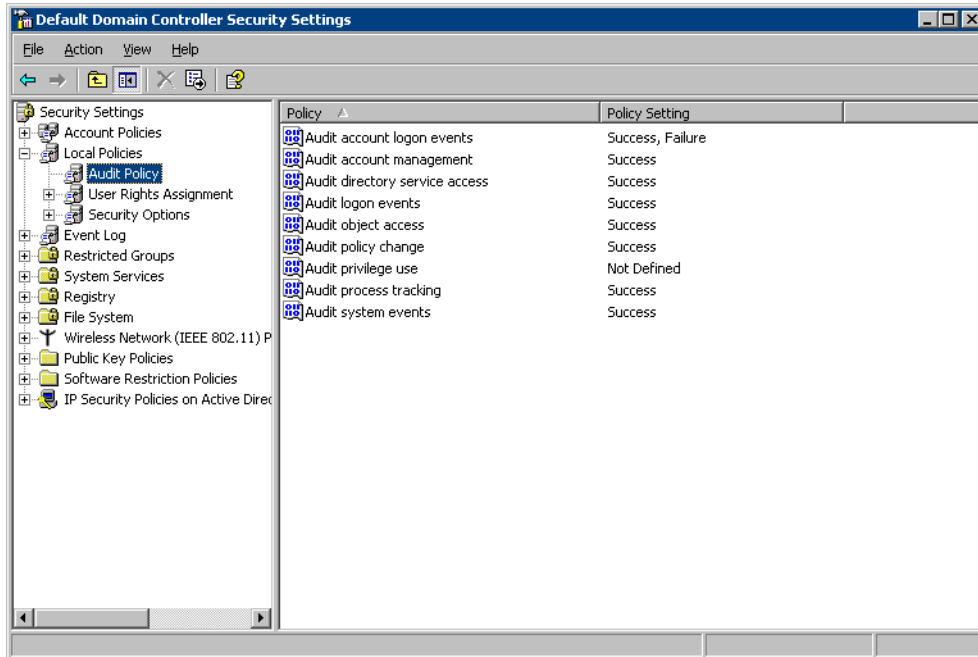 Default Domain Controller Security Settings
File Action View Help
Security Settings
Account Policies
Local Policies
Audit Policy
User Rights Assignment
Security Options
Event Log
Restricted Groups
System Services
Registry
File System
Wireless Network (IEEE 802.11) P
Public Key Policies
Software Restriction Policies
IP Security Policies on Active Direc
Policy Policy Setting
Audit account logon events Success, Failure
Audit account management Success
Audit directory service access Success
Audit logon events Success
Audit object access Success
Audit policy change Success
Audit privilege use Not Defined
Audit process tracking Success
Audit system events Success